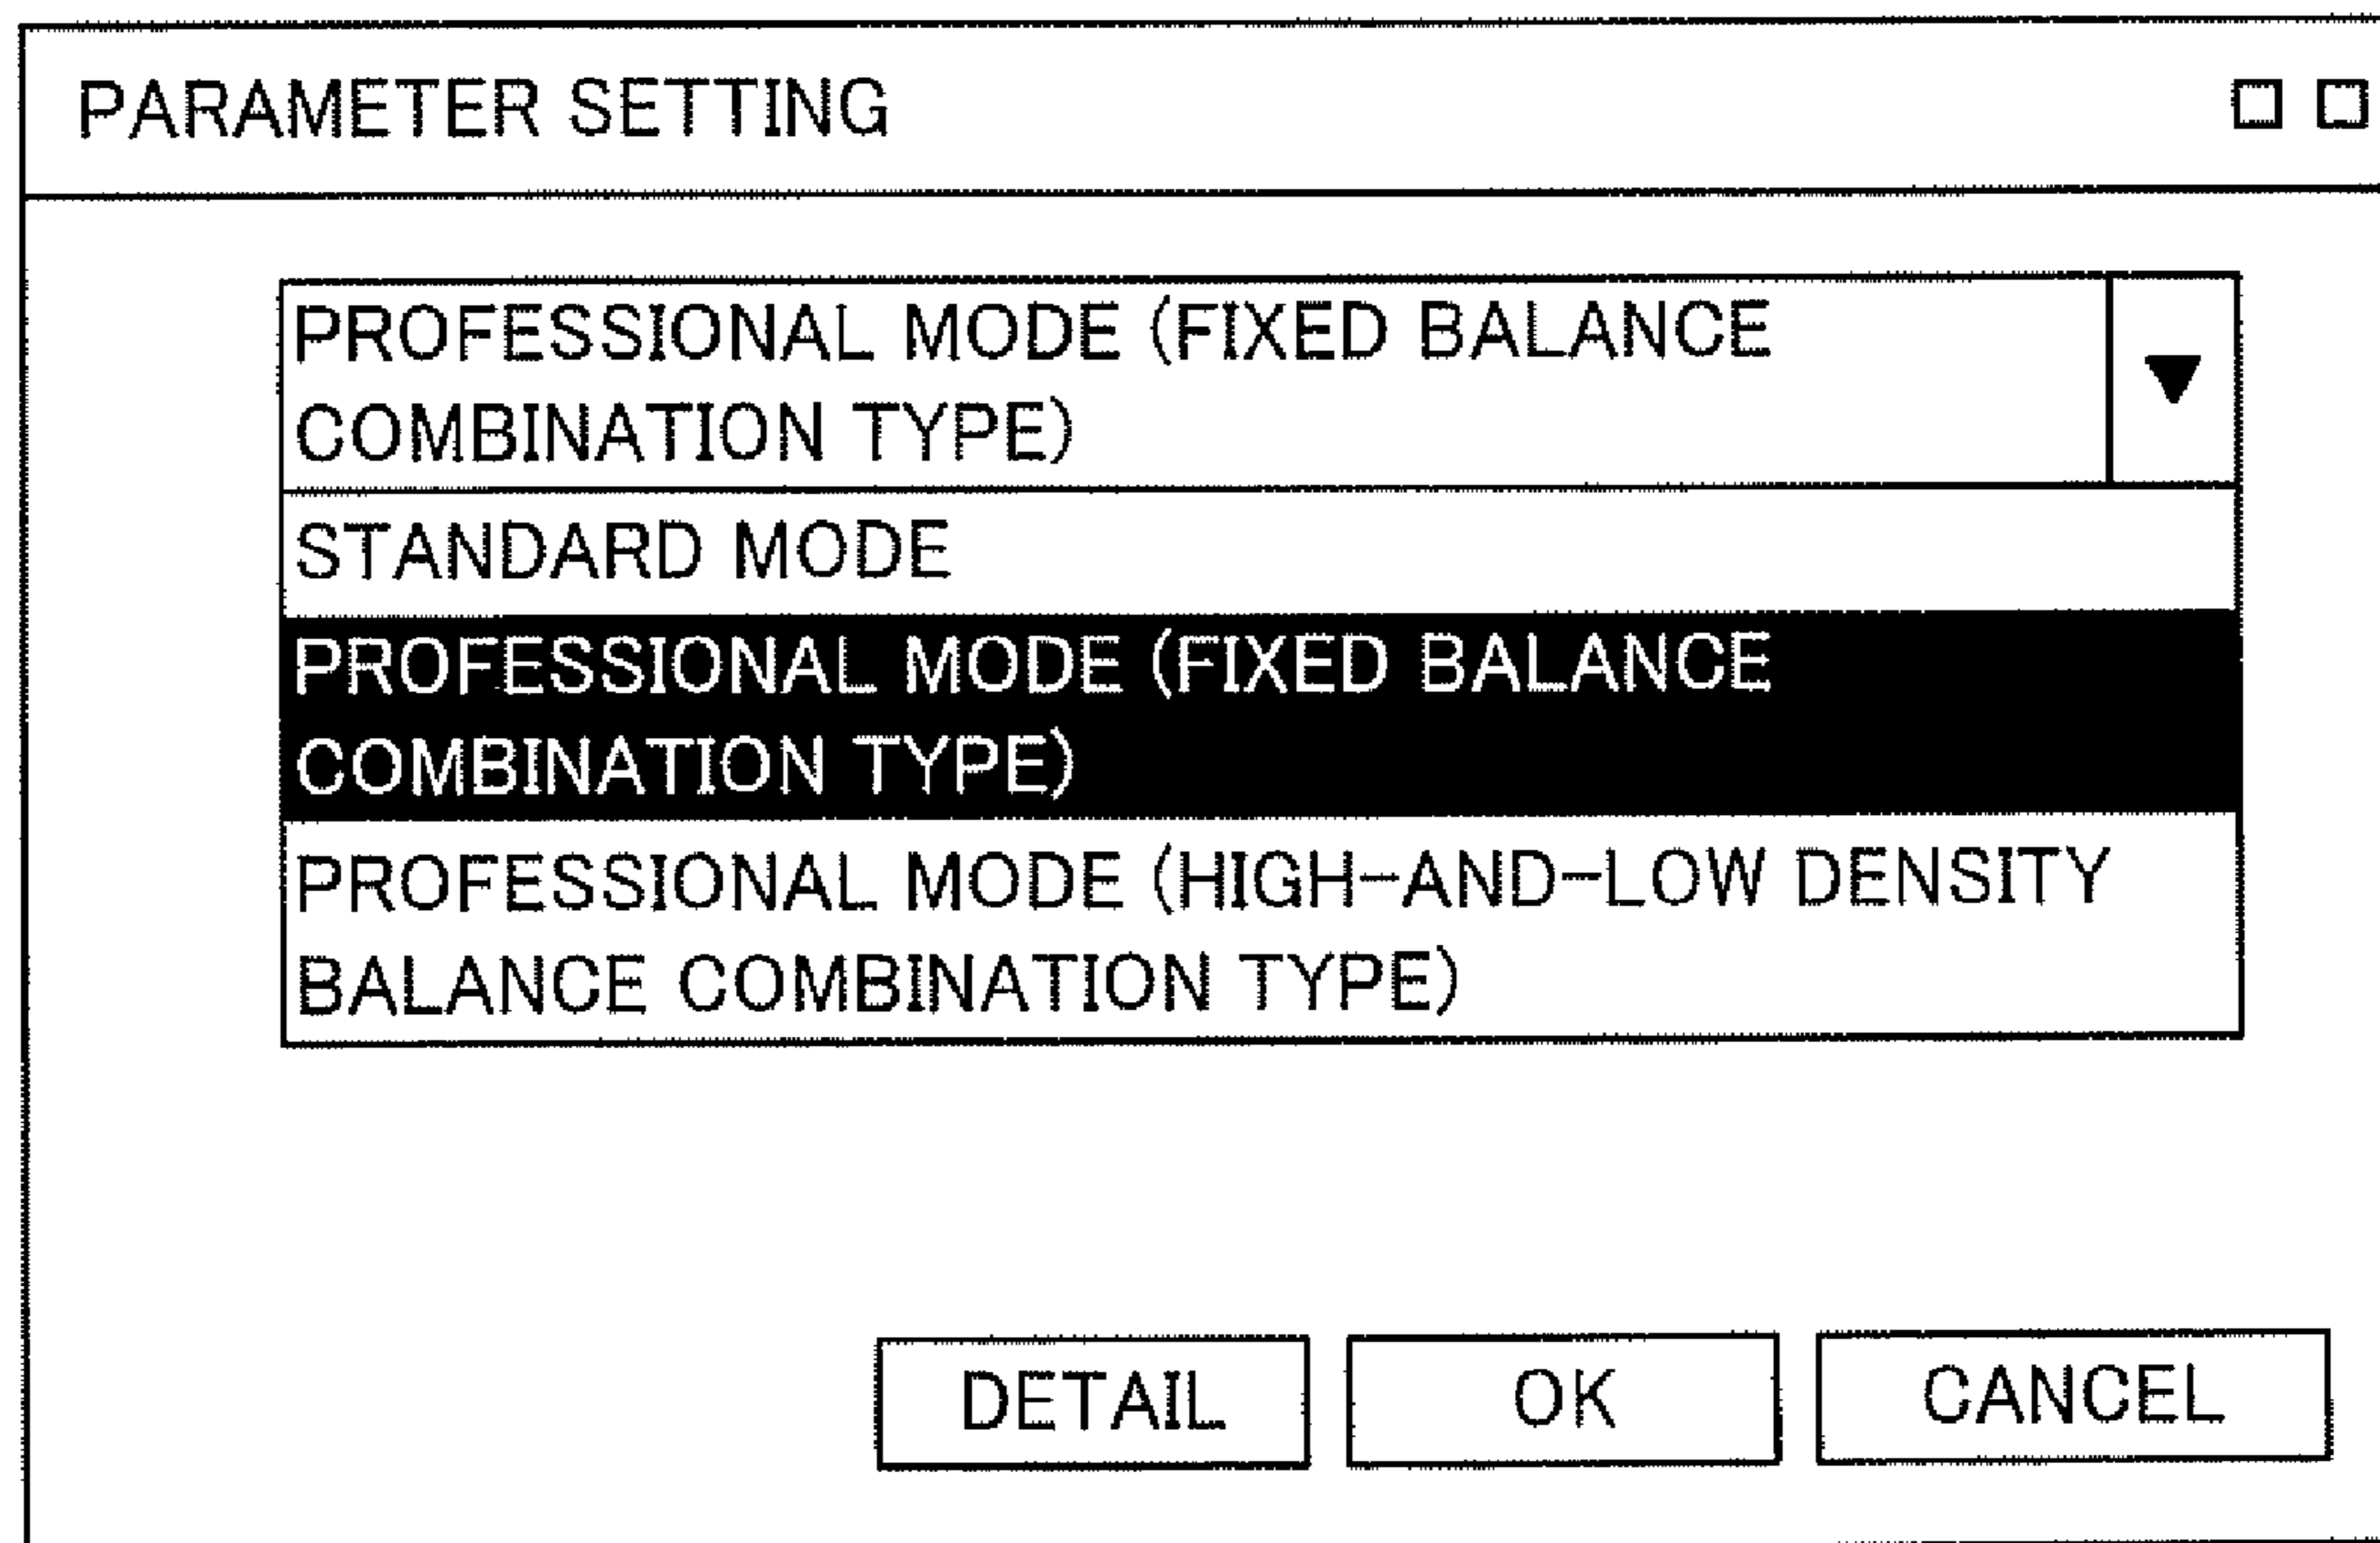 PARAMETER SETTING
PROFESSIONAL MODE (FIXED BALANCE
COMBINATION TYPE)
STANDARD MODE
PROFESSIONAL MODE (FIXED BALANCE
COMBINATION TYPE)
PROFESSIONAL MODE (HIGH-AND-LOW DENSITY
BALANCE COMBINATION TYPE)
DETAIL OK CANCEL